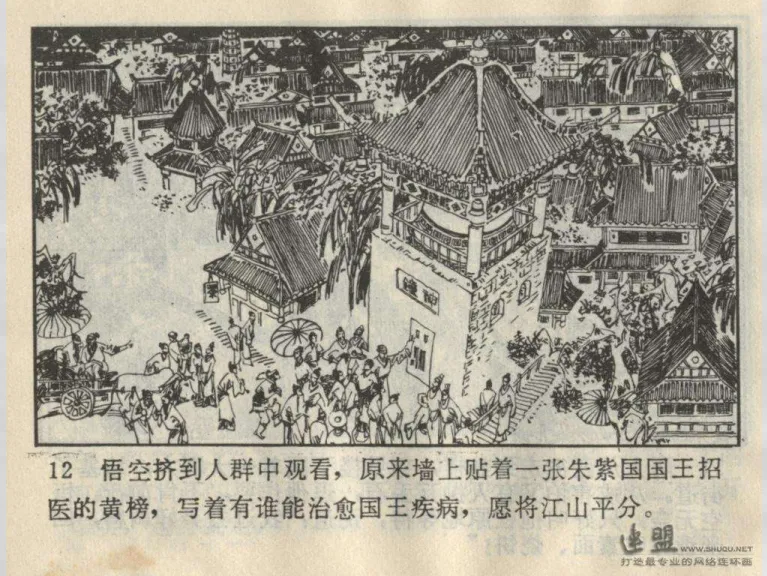 12 悟空挤到人群中观看，原来墙上贴着一张朱紫国国王招
医的黄榜，写着有谁能治愈国王疾病，愿将江山平分。
连盟 WWW.SHUQU.NET
打造最专业的网络连环画